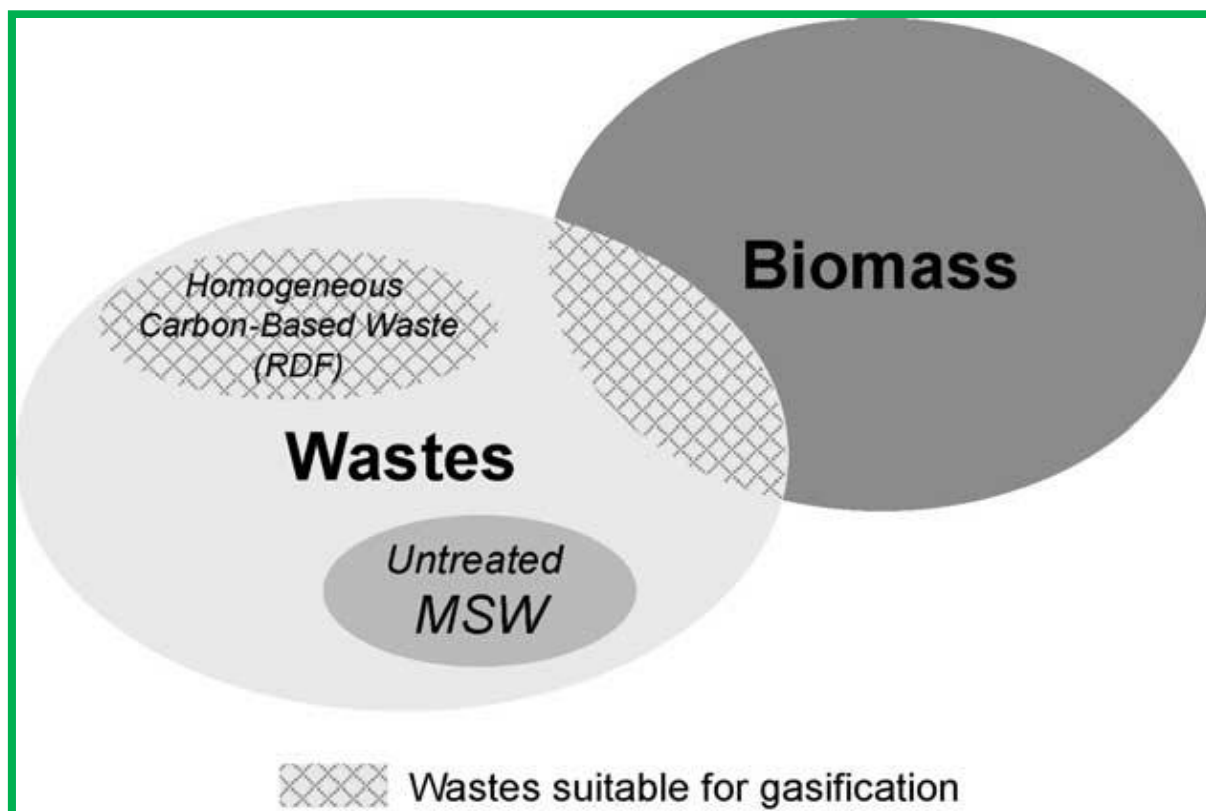 Biomass
Homogeneous
Carbon-Based Waste
(RDF)
Wastes
Untreated
MSW
Wastes suitable for gasification